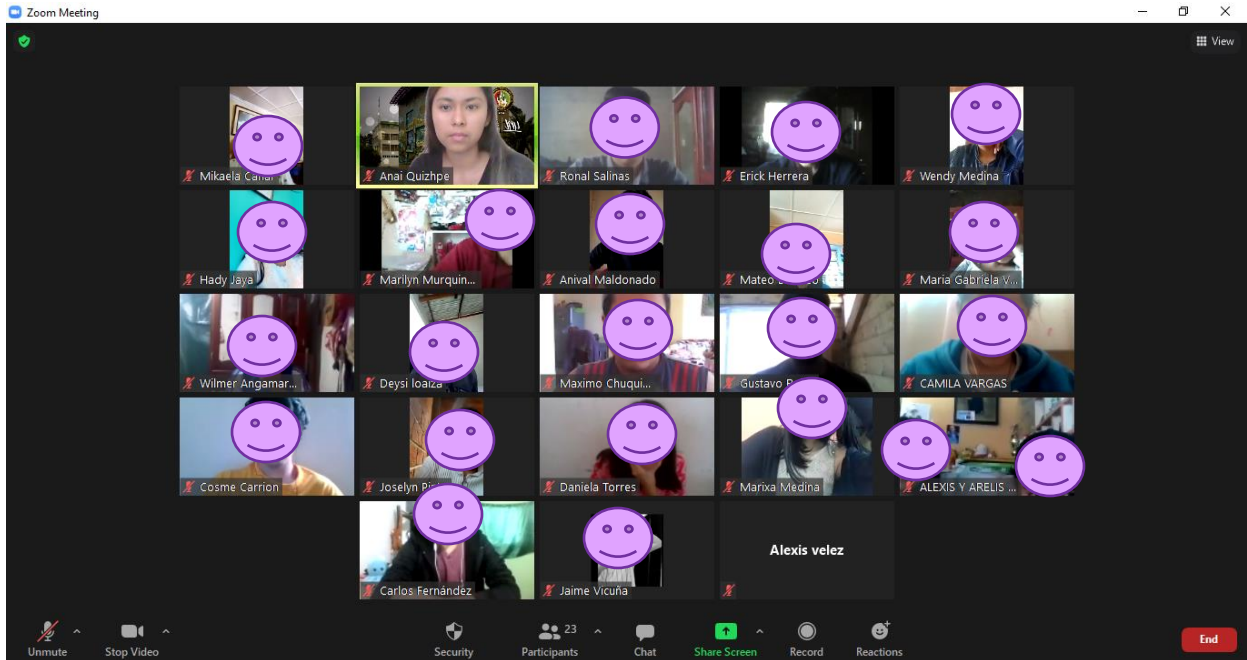 Zoom Meeting
View
Mikaela
Anai Quizhpe
Ronal Salinas
Erick Herrera
Wendy Medina
Hady Jaya
Marilyn Murquin...
Anival Maldonado
Mateo
Maria Gabriela V...
Wilmer Angamar...
Deysi loaiza
Maximo Chuqui...
Gustavo
CAMILA VARGAS
Cosme Carrion
Joselyn
Daniela Torres
Marixa Medina
ALEXIS Y ARELIS ...
Carlos Fernández
Jaime Vicuña
Alexis velez
Unmute
Stop Video
Security
23
Participants
Chat
Share Screen
Record
Reactions
End